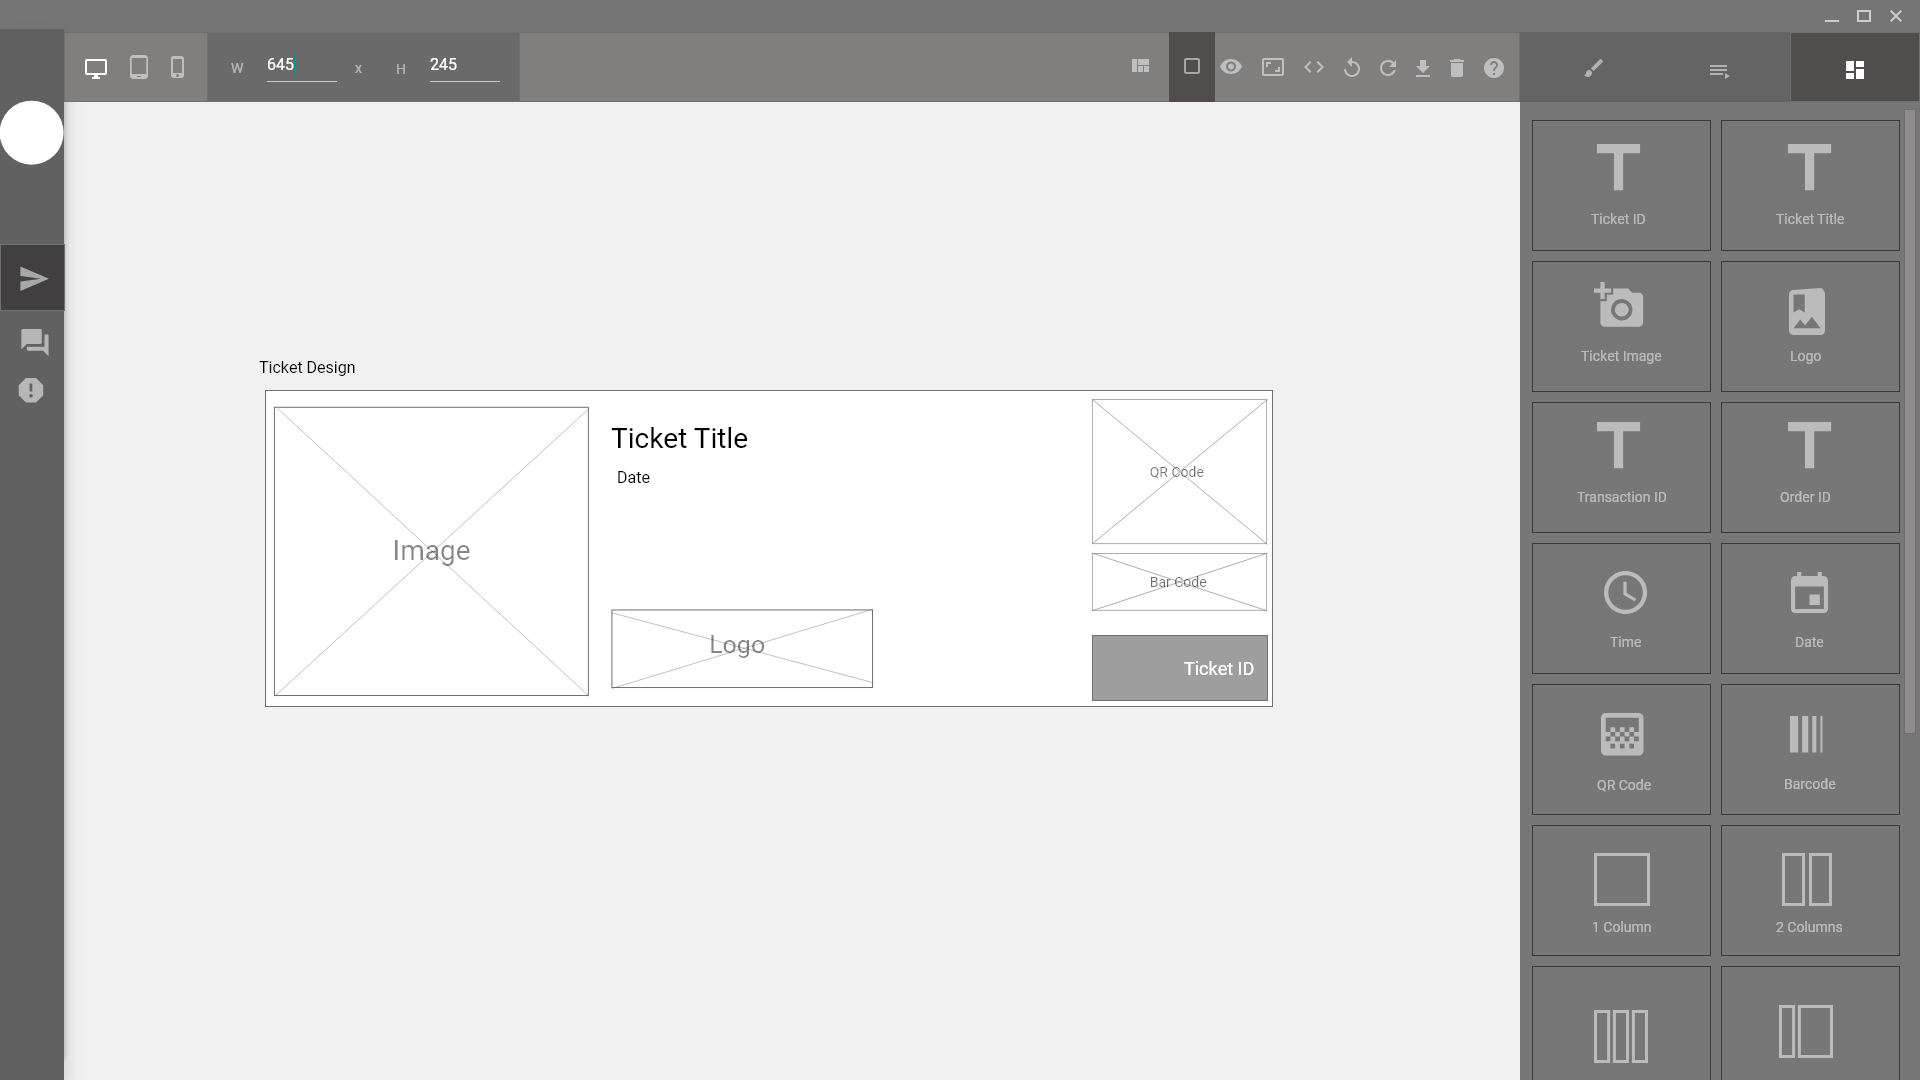 W 645 x H 245
Ticket ID
Ticket Title
Ticket Image
Logo
Ticket Design
Ticket Title
Date
Image
Logo
QR Code
Bar Code
Ticket ID
Transaction ID
Order ID
Time
Date
QR Code
Barcode
1 Column
2 Columns